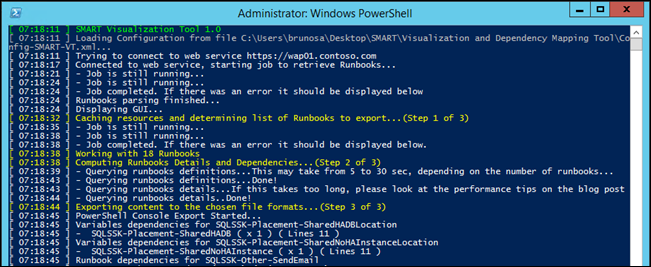 Administrator: Windows PowerShell
[ 07:18:11 ] SMART Visualization Tool 1.0
[ 07:18:11 ] Loading Configuration from file C:\Users\brunosa\Desktop\SMART\Visualization and Dependency Mapping Tool\Co
nfig-SMART-VT.xml...
[ 07:18:11 ] Trying to connect to web service https://wap01.contoso.com
[ 07:18:17 ] Connected to web service, starting job to retrieve Runbooks...
[ 07:18:21 ] - Job is still running...
[ 07:18:24 ] - Job is still running...
[ 07:18:24 ] - Job completed. If there was an error it should be displayed below
[ 07:18:24 ] Runbooks parsing finished...
[ 07:18:24 ] Displaying GUI...
[ 07:18:32 ] Caching resources and determining list of Runbooks to export...(Step 1 of 3)
[ 07:18:35 ] - Job is still running...
[ 07:18:38 ] - Job is still running...
[ 07:18:38 ] - Job completed. If there was an error it should be displayed below.
[ 07:18:38 ] Working with 18 Runbooks
[ 07:18:38 ] Computing Runbooks Details and Dependencies...(Step 2 of 3)
[ 07:18:39 ] - Querying runbooks definitions...This may take from 5 to 30 sec, depending on the number of runbooks...
[ 07:18:43 ] - Querying runbooks definitions...Done!
[ 07:18:43 ] - Querying runbooks details...If this takes too long, please look at the performance tips on the blog post
[ 07:18:44 ] - Querying runbooks details..Done!
[ 07:18:44 ] Exporting content to the chosen file formats...(Step 3 of 3)
[ 07:18:45 ] PowerShell Console Export Started...
[ 07:18:45 ] Variables dependencies for SQLSSK-Placement-SharedHADBLocation
[ 07:18:45 ] - SQLSSK-Placement-SharedHADB ( x 1 ) ( Lines 11 )
[ 07:18:45 ] Variables dependencies for SQLSSK-Placement-SharedNoHAInstanceLocation
[ 07:18:45 ] - SQLSSK-Placement-SharedNoHAInstance ( x 1 ) ( Lines 11 )
[ 07:18:45 ] Runbook dependencies for SQLSSK-Other-SendEmail